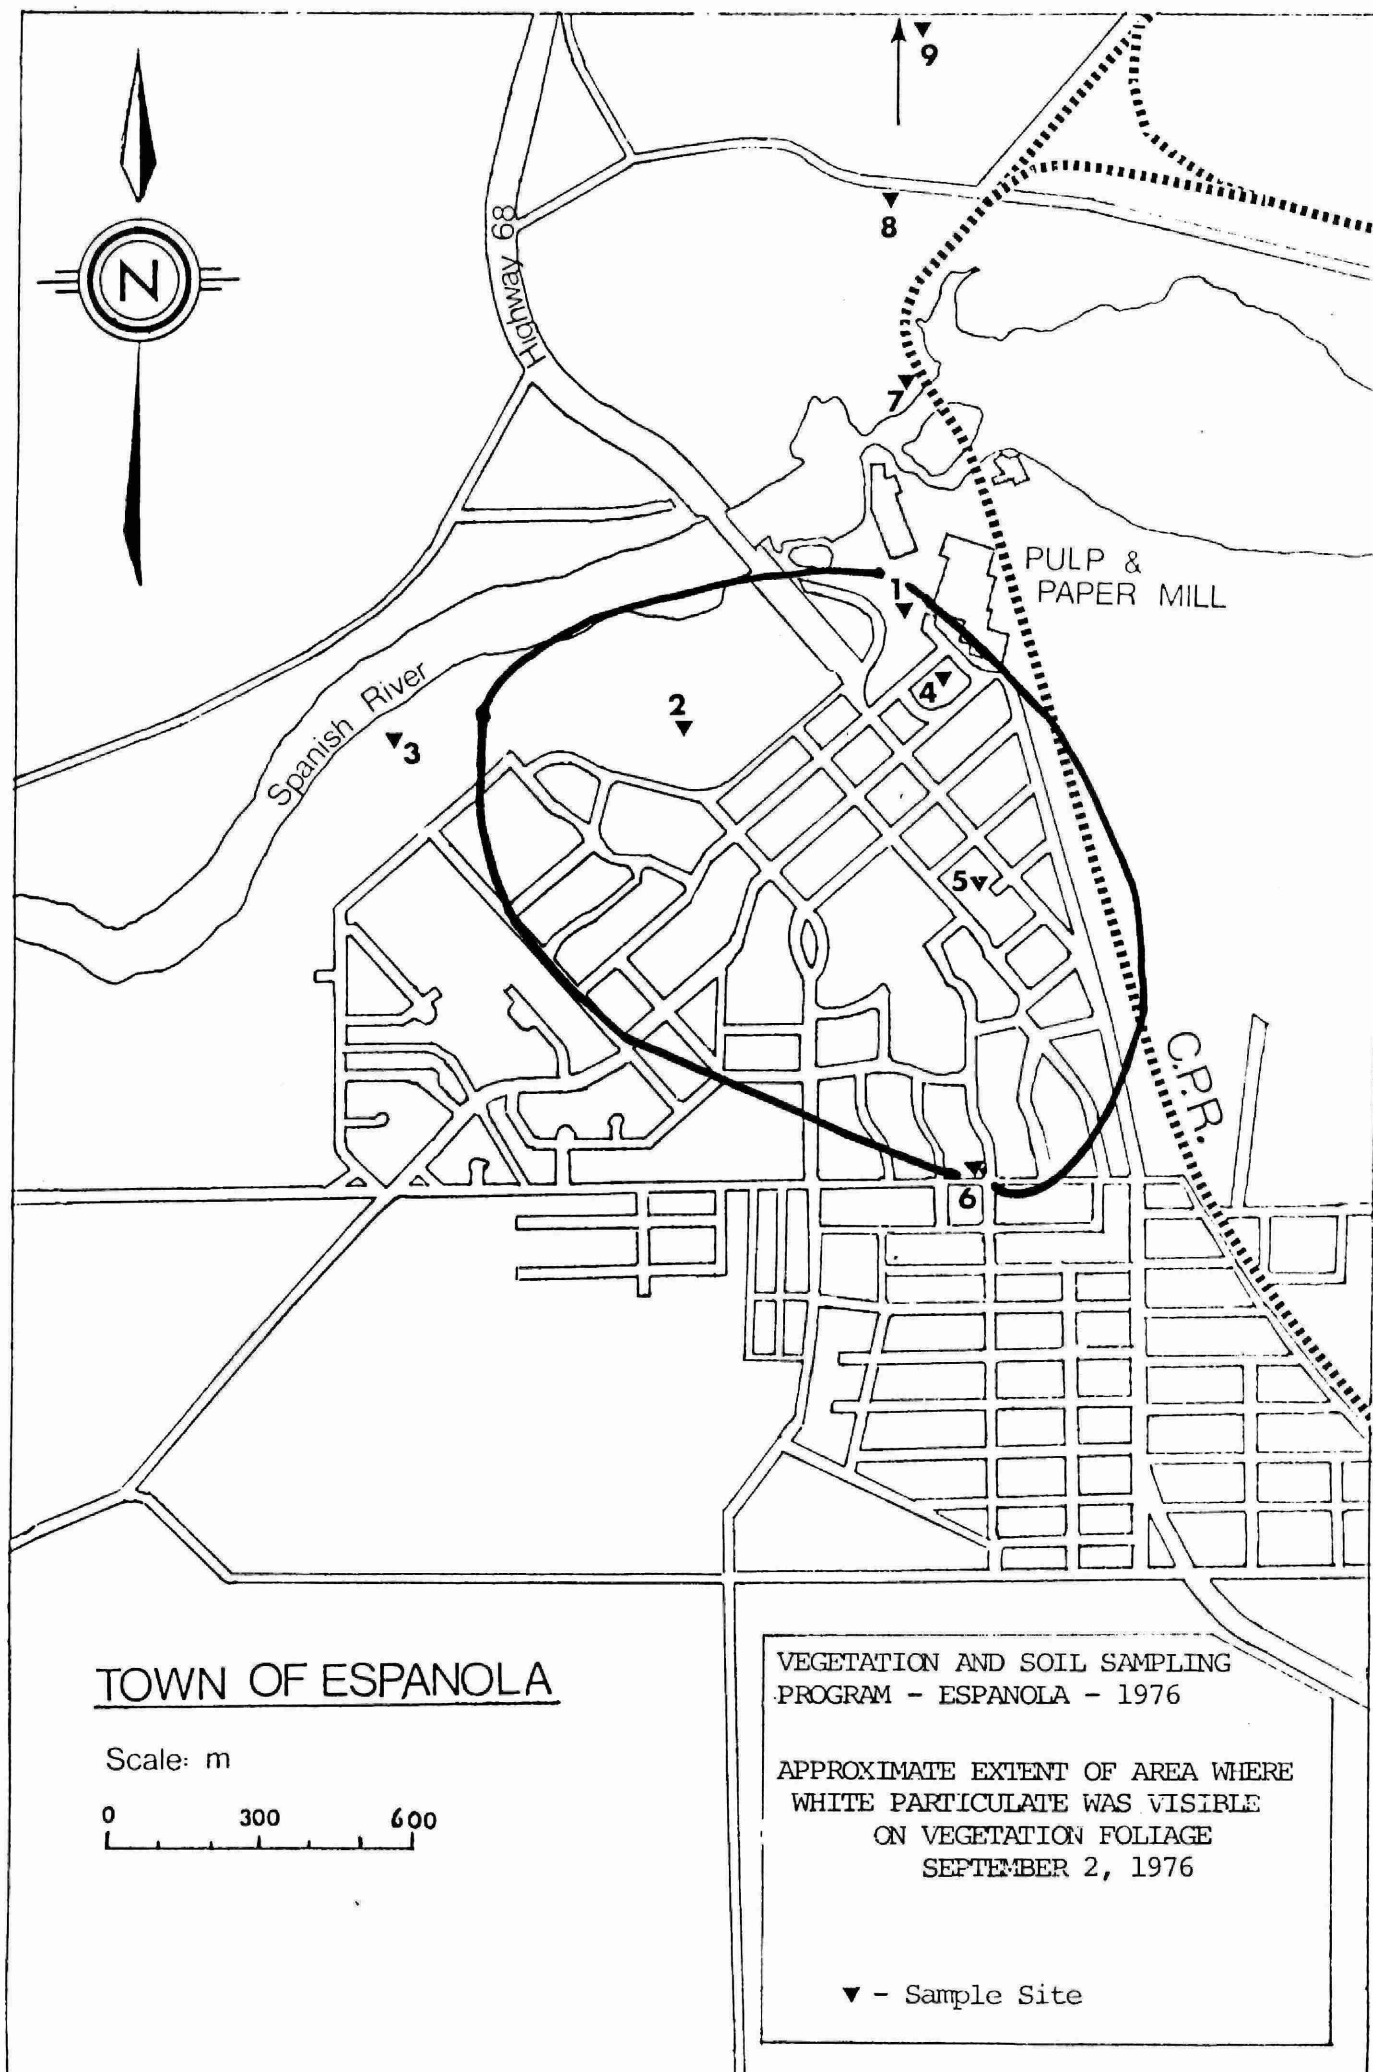 9
8
Highway 68
N
7
PULP &
PAPER MILL
1
4
2
Spanish River
3
5
C.P.R.
6
TOWN OF ESPANOLA
Scale: m
0 300 600
VEGETATION AND SOIL SAMPLING
PROGRAM - ESPANOLA - 1976
APPROXIMATE EXTENT OF AREA WHERE
WHITE PARTICULATE WAS VISIBLE
ON VEGETATION FOLIAGE
SEPTEMBER 2, 1976
▼ - Sample Site